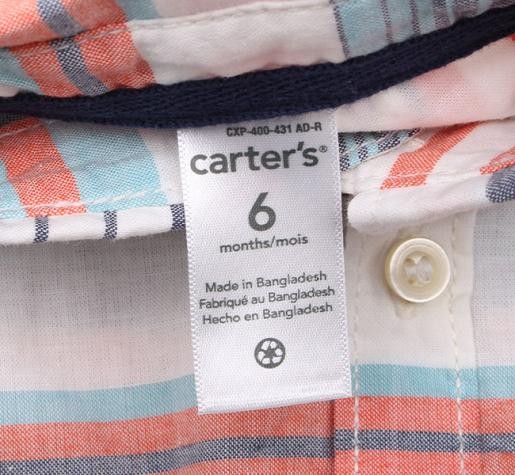 CXP-400-431 AD-R
carter's®
6
months/mois
Made in Bangladesh
Fabriqué au Bangladesh
Hecho en Bangladesh